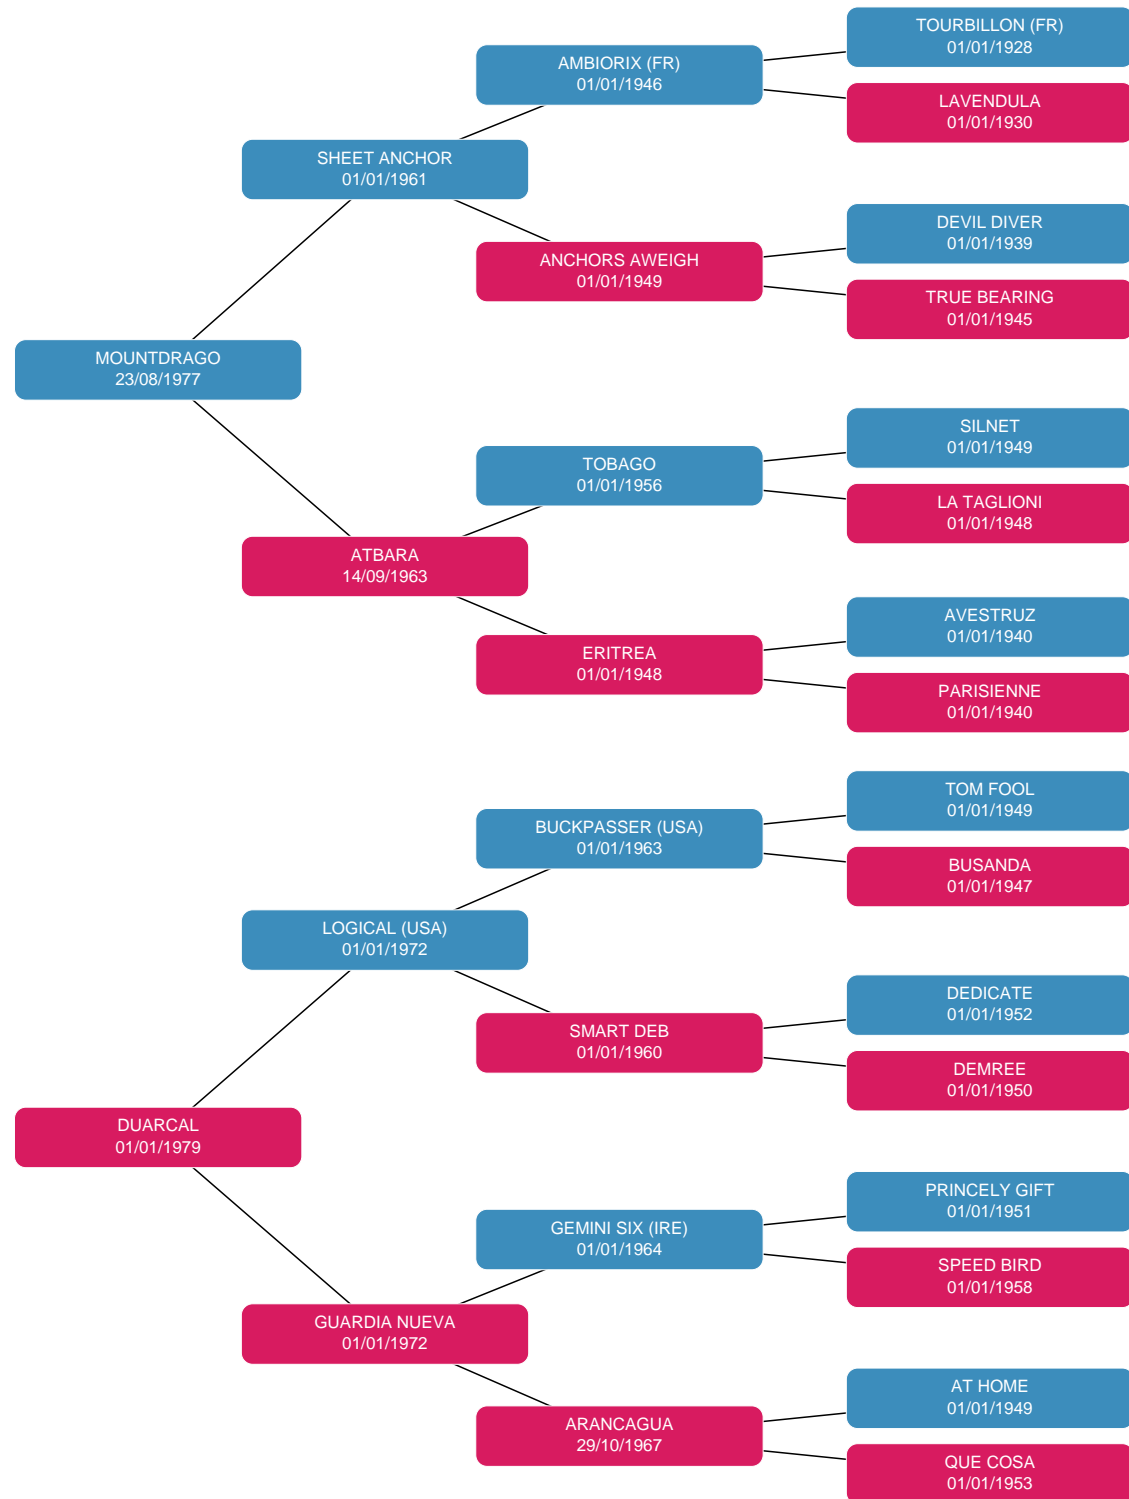 TOURBILLON (FR)
01/01/1928
AMBIORIX (FR)
01/01/1946
LAVENDULA
01/01/1930
SHEET ANCHOR
01/01/1961
DEVIL DIVER
01/01/1939
ANCHORS AWEIGH
01/01/1949
TRUE BEARING
01/01/1945
MOUNTDRAGO
23/08/1977
SILNET
01/01/1949
TOBAGO
01/01/1956
LA TAGLIONI
01/01/1948
ATBARA
14/09/1963
AVESTRUZ
01/01/1940
ERITREA
01/01/1948
PARISIENNE
01/01/1940
TOM FOOL
01/01/1949
BUCKPASSER (USA)
01/01/1963
BUSANDA
01/01/1947
LOGICAL (USA)
01/01/1972
DEDICATE
01/01/1952
SMART DEB
01/01/1960
DEMREE
01/01/1950
DUARCAL
01/01/1979
PRINCELY GIFT
01/01/1951
GEMINI SIX (IRE)
01/01/1964
SPEED BIRD
01/01/1958
GUARDIA NUEVA
01/01/1972
AT HOME
01/01/1949
ARANCAGUA
29/10/1967
QUE COSA
01/01/1953